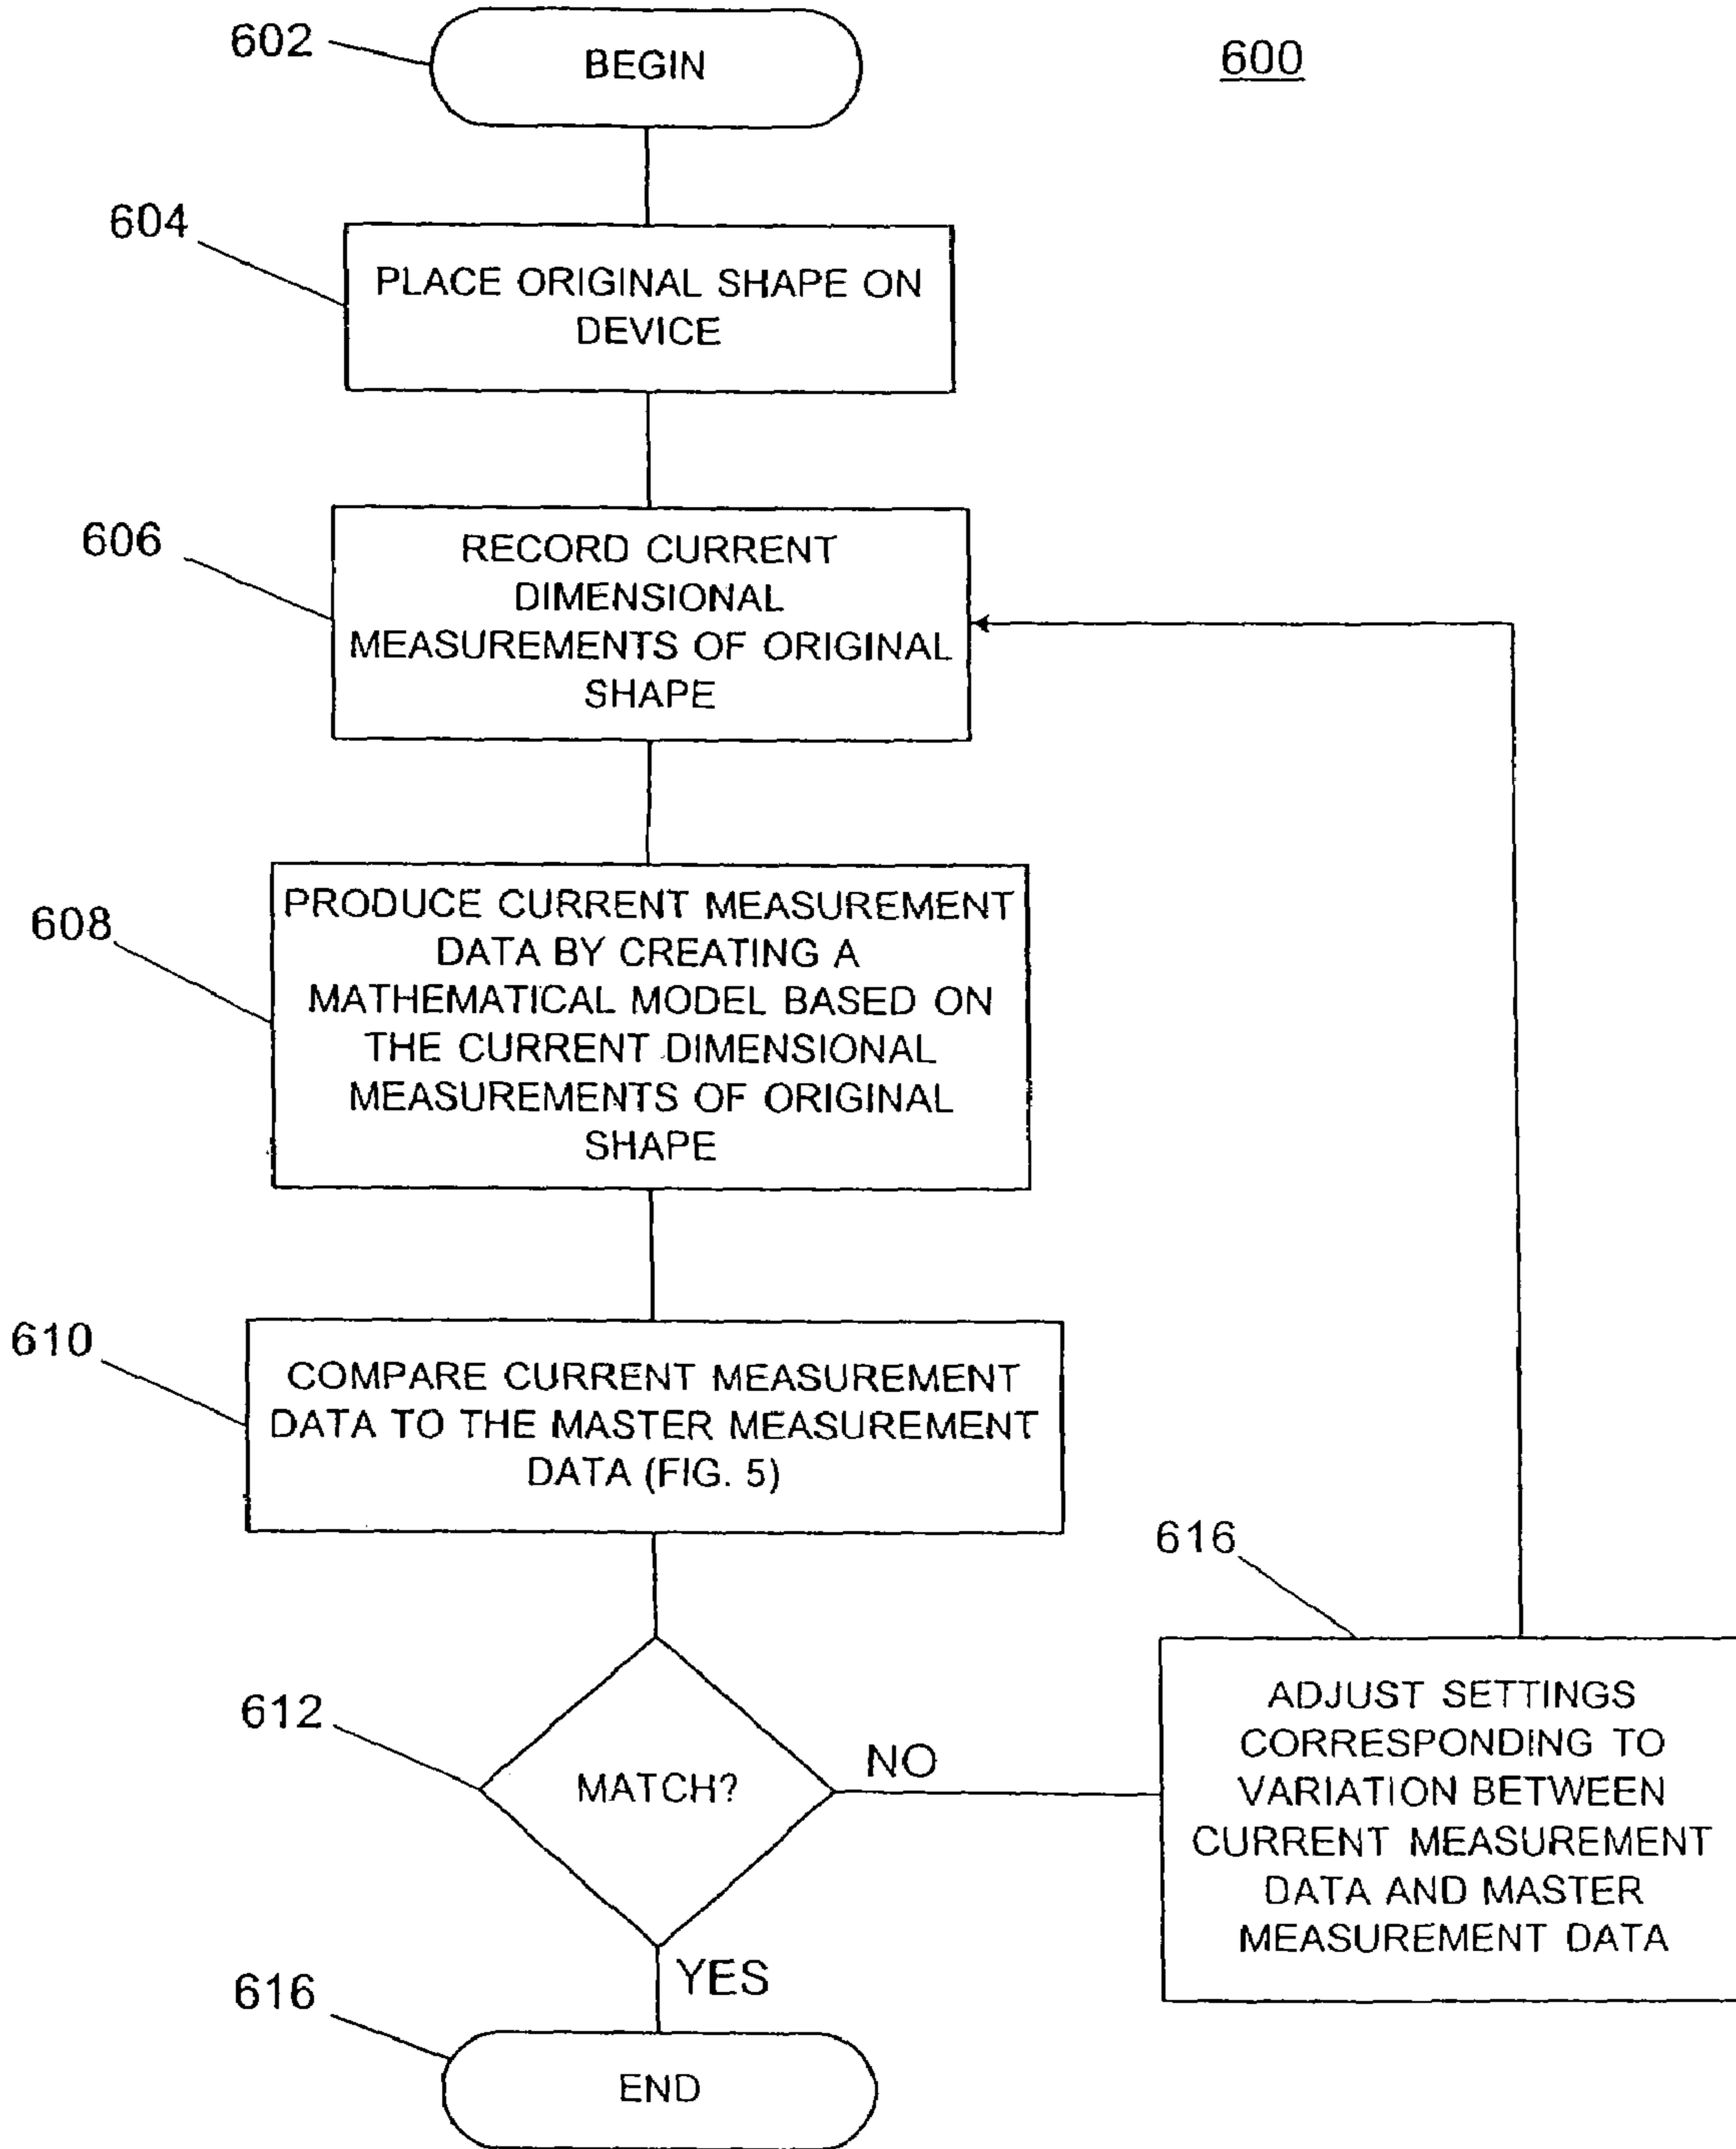 602
BEGIN
600
604
PLACE ORIGINAL SHAPE ON
DEVICE
606
RECORD CURRENT
DIMENSIONAL
MEASUREMENTS OF ORIGINAL
SHAPE
608
PRODUCE CURRENT MEASUREMENT
DATA BY CREATING A
MATHEMATICAL MODEL BASED ON
THE CURRENT DIMENSIONAL
MEASUREMENTS OF ORIGINAL
SHAPE
610
COMPARE CURRENT MEASUREMENT
DATA TO THE MASTER MEASUREMENT
DATA (FIG. 5)
612
MATCH?
NO
616
ADJUST SETTINGS
CORRESPONDING TO
VARIATION BETWEEN
CURRENT MEASUREMENT
DATA AND MASTER
MEASUREMENT DATA
YES
616
END